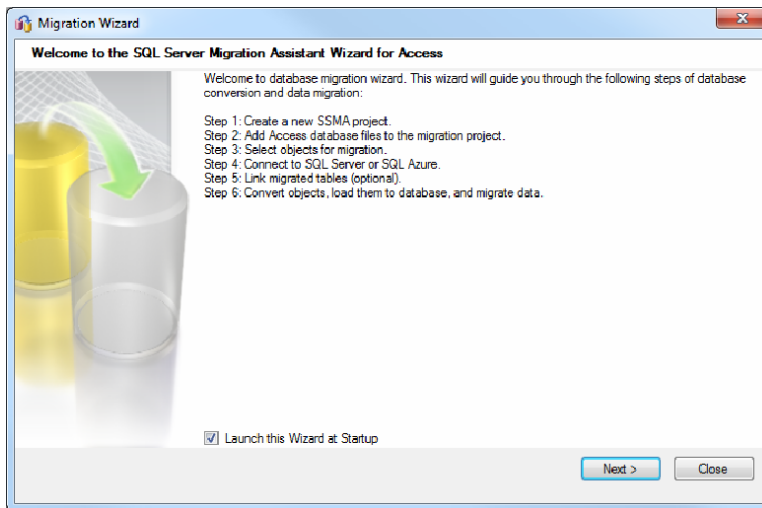 Migration Wizard
Welcome to the SQL Server Migration Assistant Wizard for Access
Welcome to database migration wizard. This wizard will guide you through the following steps of database
conversion and data migration:
Step 1: Create a new SSMA project.
Step 2: Add Access database files to the migration project.
Step 3: Select objects for migration.
Step 4: Connect to SQL Server or SQL Azure.
Step 5: Link migrated tables (optional).
Step 6: Convert objects, load them to database, and migrate data.
Launch this Wizard at Startup
Next >
Close